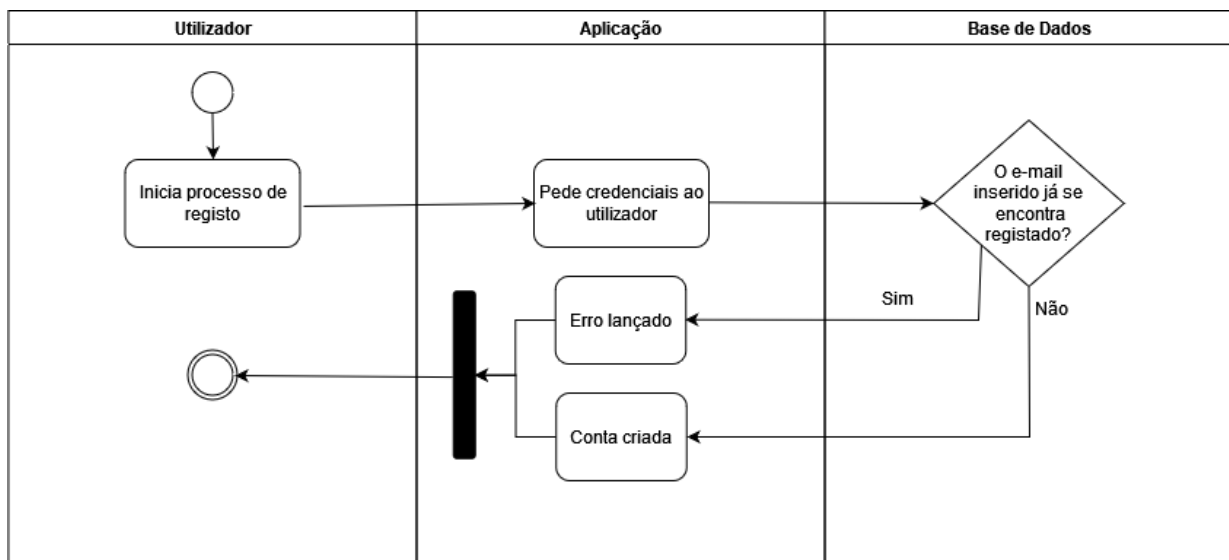 Utilizador
Aplicação
Base de Dados
Inicia processo de
registo
Pede credenciais ao
utilizador
O e-mail
inserido já se
encontra
registado?
Sim
Não
Erro lançado
Conta criada